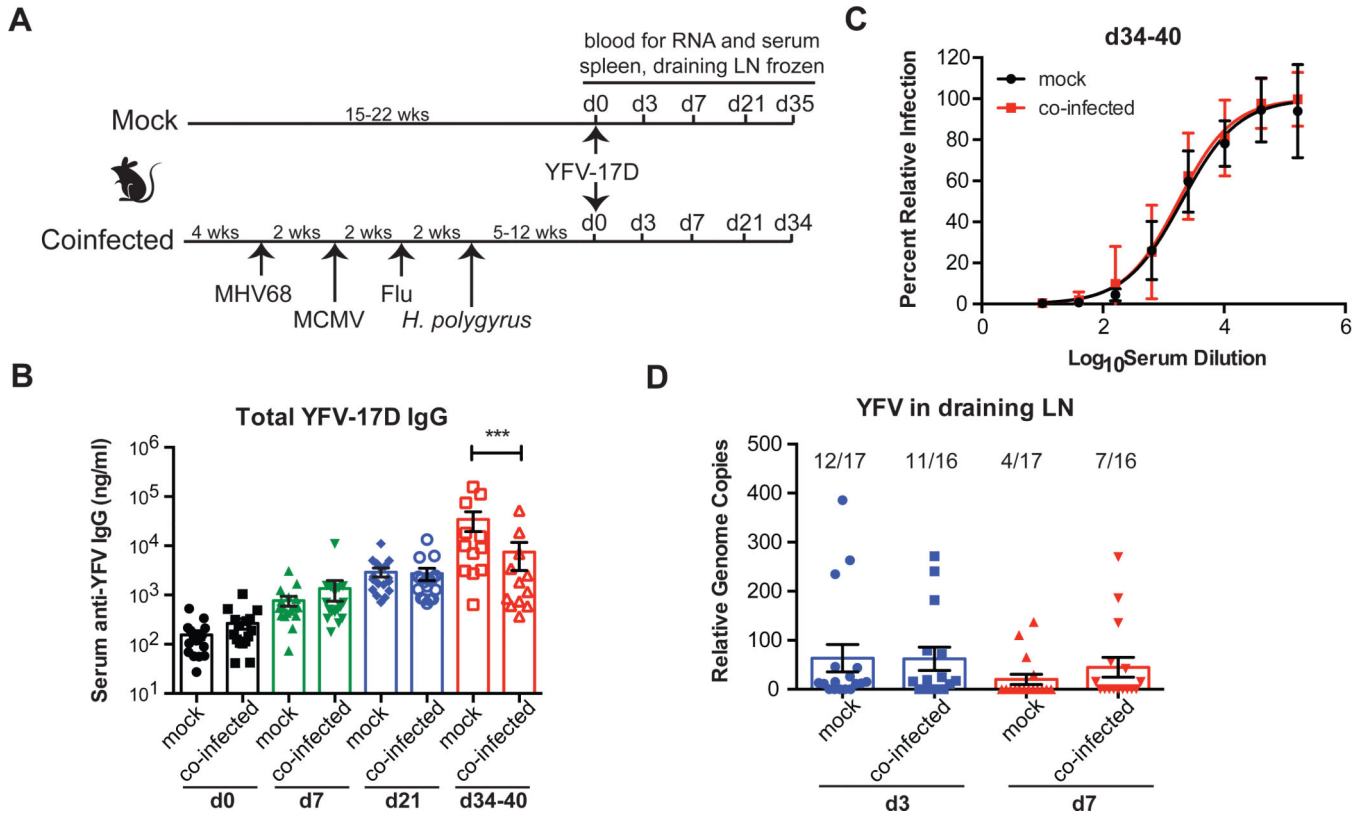 A
blood for RNA and serum
spleen, draining LN frozen
d0 d3 d7 d21 d35
Mock
15-22 wks
YFV-17D
d0 d3 d7 d21 d34
Coinfected
4 wks 2 wks 2 wks 2 wks 5-12 wks
MHV68
MCMV
Flu
H. polygyrus
C
d34-40
Percent Relative Infection
120
100
80
60
40
20
0
mock
co-infected
0 2 4 6
Log10Serum Dilution
B
Total YFV-17D IgG
Serum anti-YFV IgG (ng/ml)
10^6
10^5
10^4
10^3
10^2
10^1
***
mock co-infected mock co-infected mock co-infected mock co-infected
d0 d7 d21 d34-40
D
YFV in draining LN
Relative Genome Copies
500
400
300
200
100
0
12/17 11/16 4/17 7/16
mock co-infected mock co-infected
d3 d7